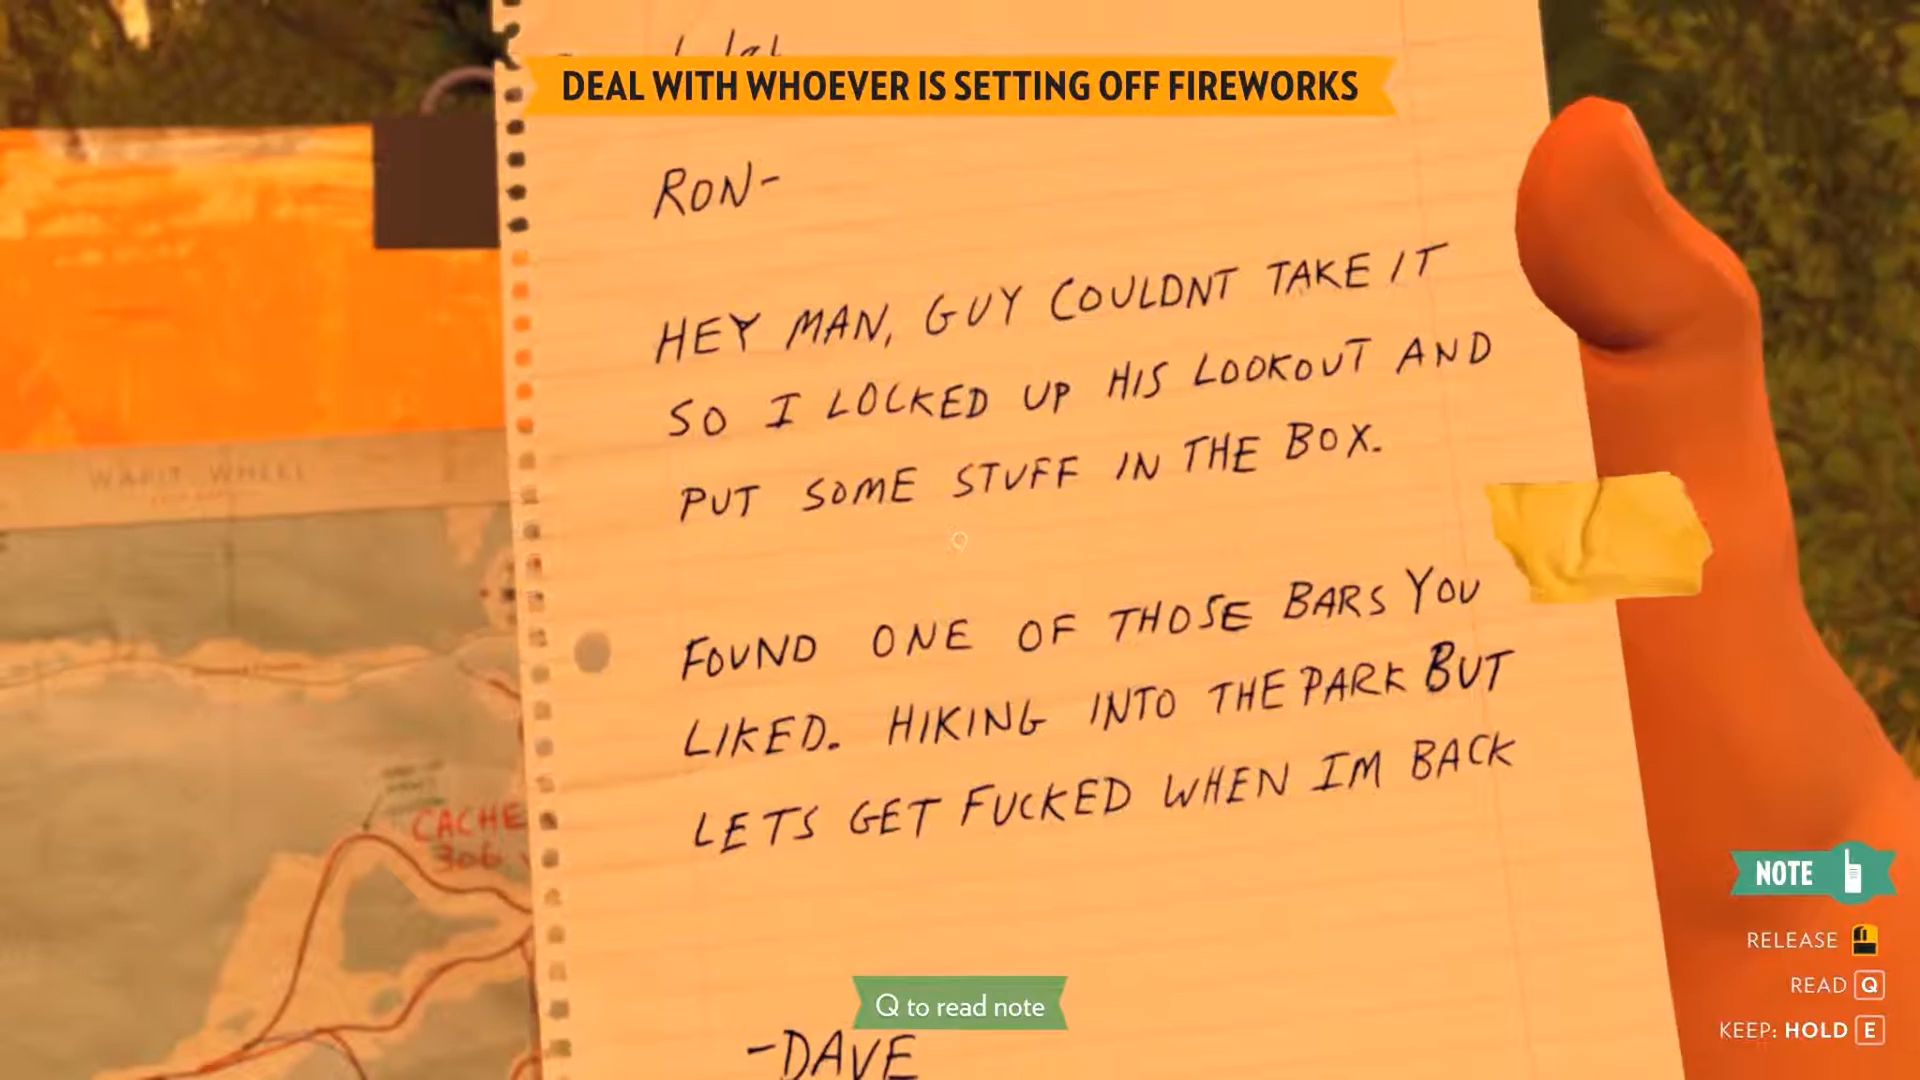 DEAL WITH WHOEVER IS SETTING OFF FIREWORKS
RON-
HEY MAN, GUY COULDNT TAKE IT
SO I LOCKED UP HIS LOOKOUT AND
PUT SOME STUFF IN THE BOX.
FOUND ONE OF THOSE BARS YOU
LIKED. HIKING INTO THE PARK BUT
LETS GET FUCKED WHEN IM BACK
-DAVE
WAPIT WHEEL
CACHE
306
NOTE
RELEASE
READ Q
KEEP: HOLD E
Q to read note